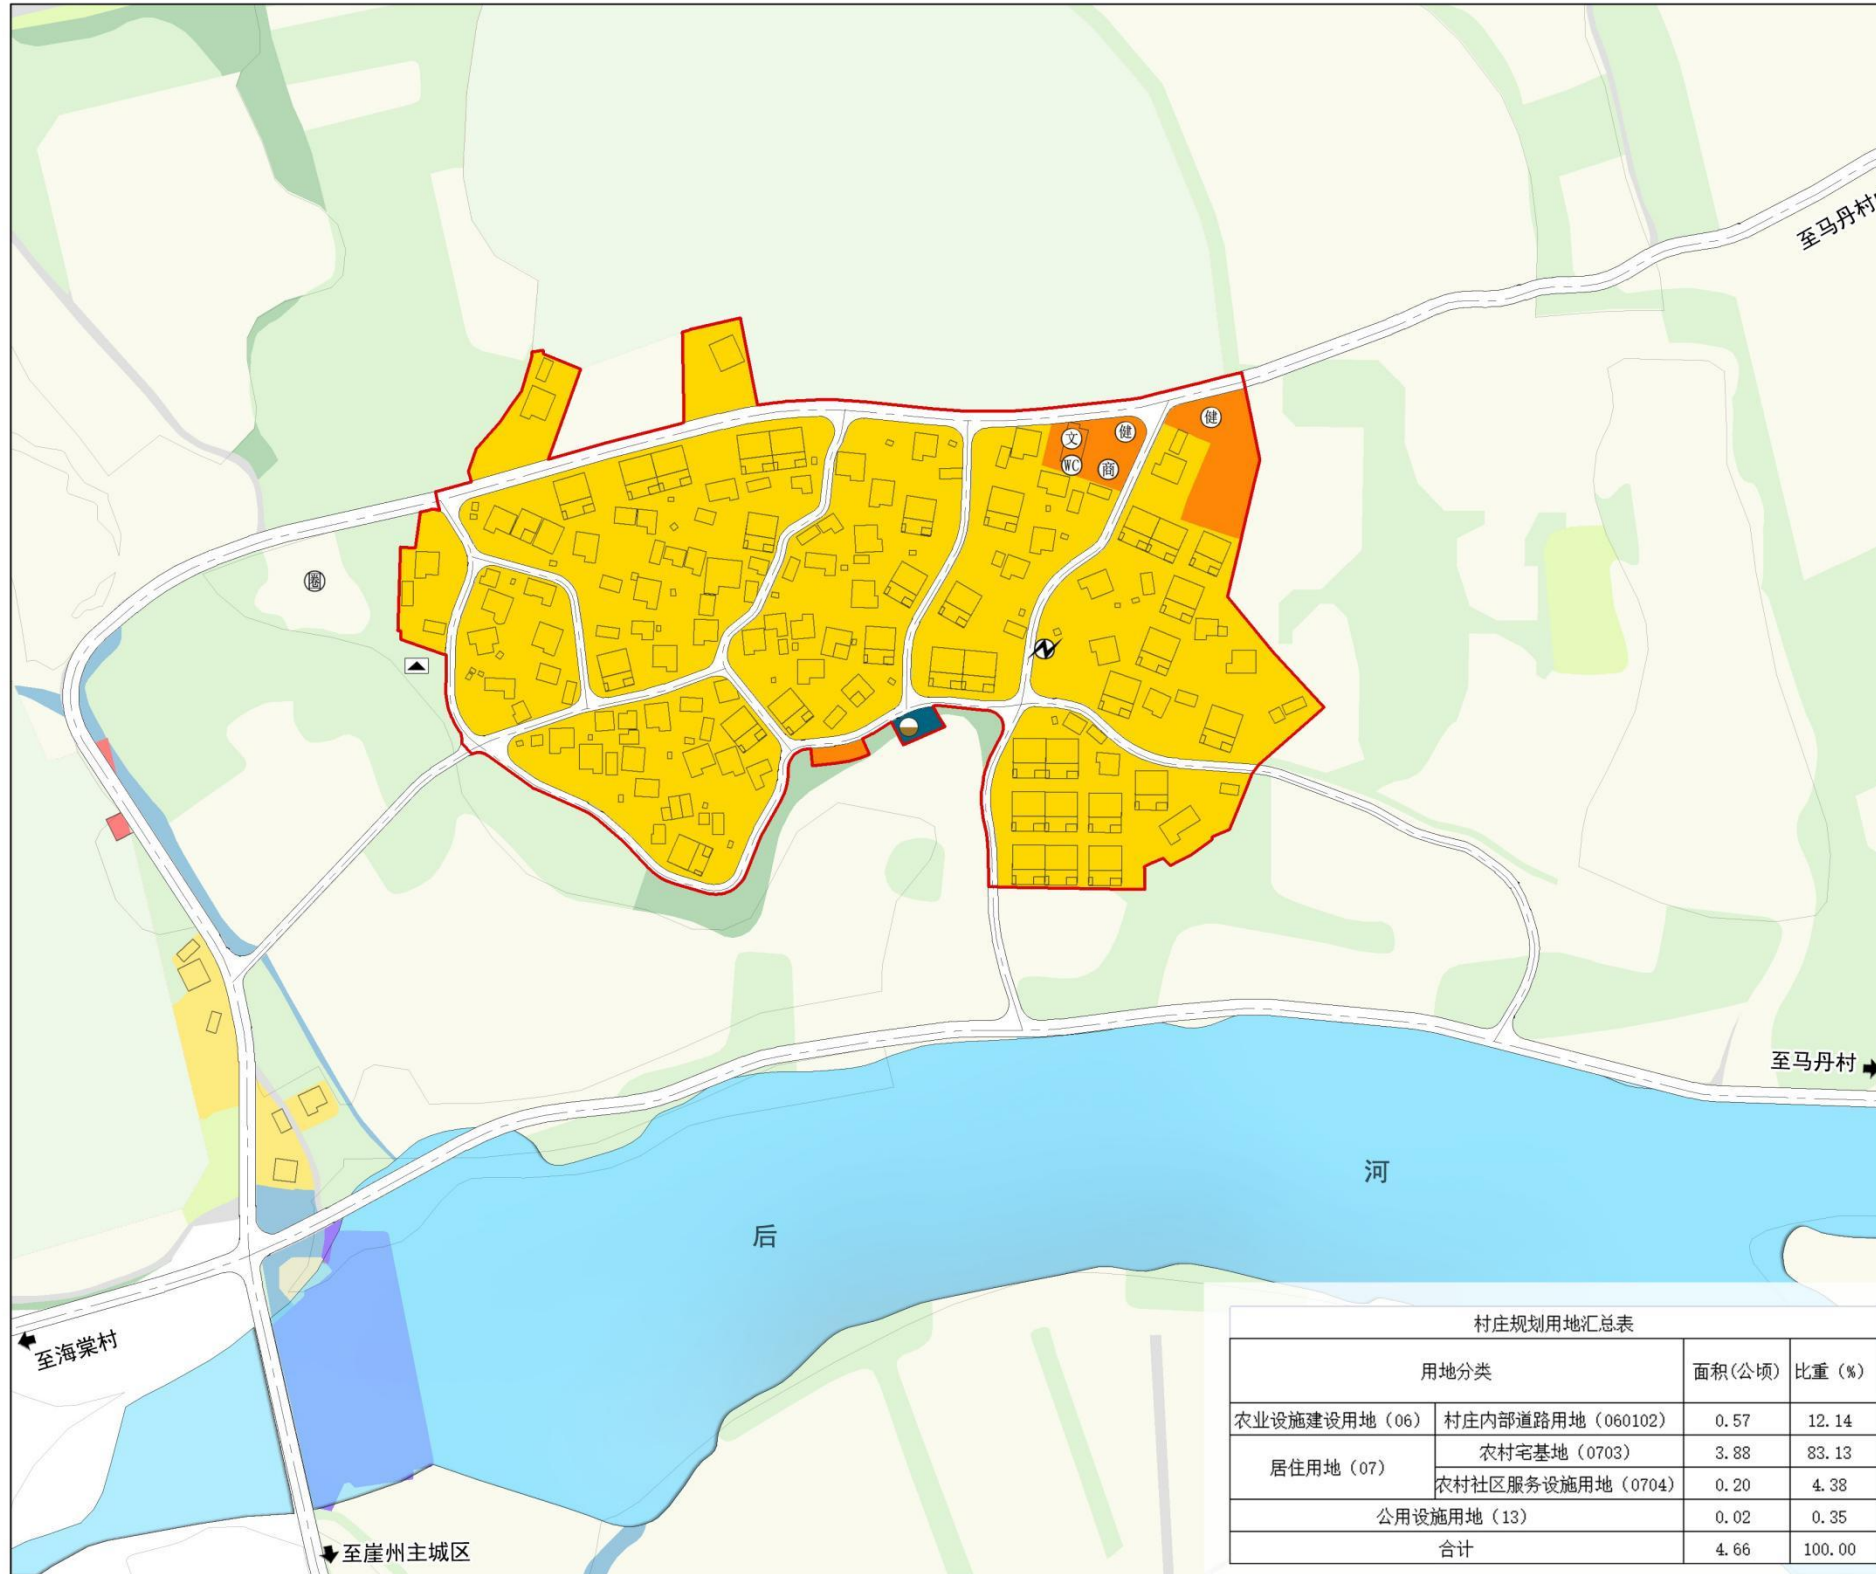 至马丹村
健
文
健
WC
商
圈
至马丹村
河
后
至海棠村
至崖州主城区
村庄规划用地汇总表
用地分类 面积(公顷) 比重（%）
农业设施建设用地（06） 村庄内部道路用地（060102） 0.57 12.14
居住用地（07） 农村宅基地（0703） 3.88 83.13
农村社区服务设施用地（0704） 0.20 4.38
公用设施用地（13） 0.02 0.35
合计 4.66 100.00